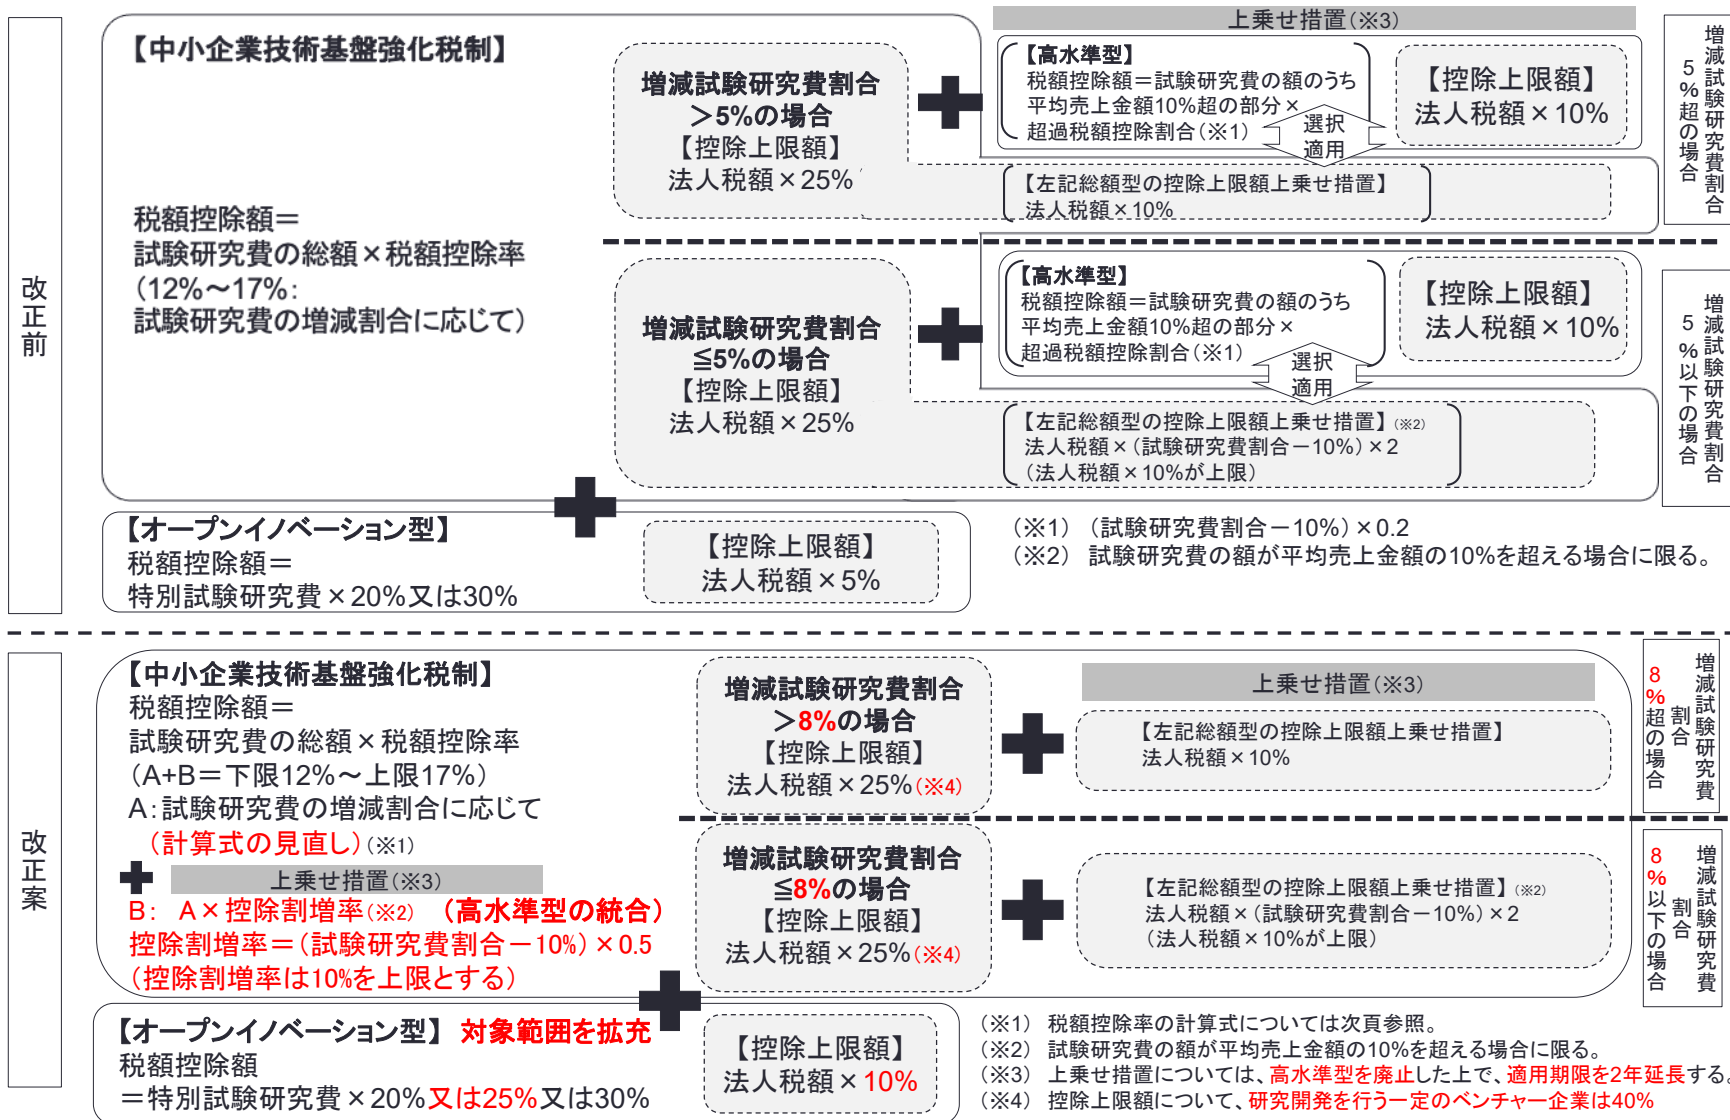 改正前
【中小企業技術基盤強化税制】
税額控除額＝
試験研究費の総額×税額控除率
（12%～17%：
試験研究費の増減割合に応じて）
増減試験研究費割合
＞5%の場合
【控除上限額】
法人税額×25%
上乗せ措置（※3）
【高水準型】
税額控除額＝試験研究費の額のうち
平均売上金額10%超の部分×
超過税額控除割合（※1）
選択
適用
【控除上限額】
法人税額×10%
【左記総額型の控除上限額上乗せ措置】
法人税額×10%
増減試験研究費割合
5%超の場合
増減試験研究費割合
≦5%の場合
【控除上限額】
法人税額×25%
【高水準型】
税額控除額＝試験研究費の額のうち
平均売上金額10%超の部分×
超過税額控除割合（※1）
選択
適用
【控除上限額】
法人税額×10%
【左記総額型の控除上限額上乗せ措置】（※2）
法人税額×（試験研究費割合－10%）×2
（法人税額×10%が上限）
増減試験研究費割合
5%以下の場合
【オープンイノベーション型】
税額控除額＝
特別試験研究費×20%又は30%
【控除上限額】
法人税額×5%
（※1）（試験研究費割合－10%）×0.2
（※2） 試験研究費の額が平均売上金額の10%を超える場合に限る。
改正案
【中小企業技術基盤強化税制】
税額控除額＝
試験研究費の総額×税額控除率
（A+B＝下限12%～上限17%）
A：試験研究費の増減割合に応じて
（計算式の見直し）（※1）
上乗せ措置（※3）
B： A×控除割増率（※2） （高水準型の統合）
控除割増率＝（試験研究費割合－10%）×0.5
（控除割増率は10%を上限とする）
増減試験研究費割合
＞8%の場合
【控除上限額】
法人税額×25%（※4）
上乗せ措置（※3）
【左記総額型の控除上限額上乗せ措置】
法人税額×10%
増減試験研究費
割合
8%超の場合
増減試験研究費割合
≦8%の場合
【控除上限額】
法人税額×25%（※4）
【左記総額型の控除上限額上乗せ措置】（※2）
法人税額×（試験研究費割合－10%）×2
（法人税額×10%が上限）
増減試験研究費
割合
8%以下の場合
【オープンイノベーション型】 対象範囲を拡充
税額控除額
＝特別試験研究費×20%又は25%又は30%
【控除上限額】
法人税額×10%
（※1） 税額控除率の計算式については次頁参照。
（※2） 試験研究費の額が平均売上金額の10%を超える場合に限る。
（※3） 上乗せ措置については、高水準型を廃止した上で、適用期限を2年延長する。
（※4） 控除上限額について、研究開発を行う一定のベンチャー企業は40%